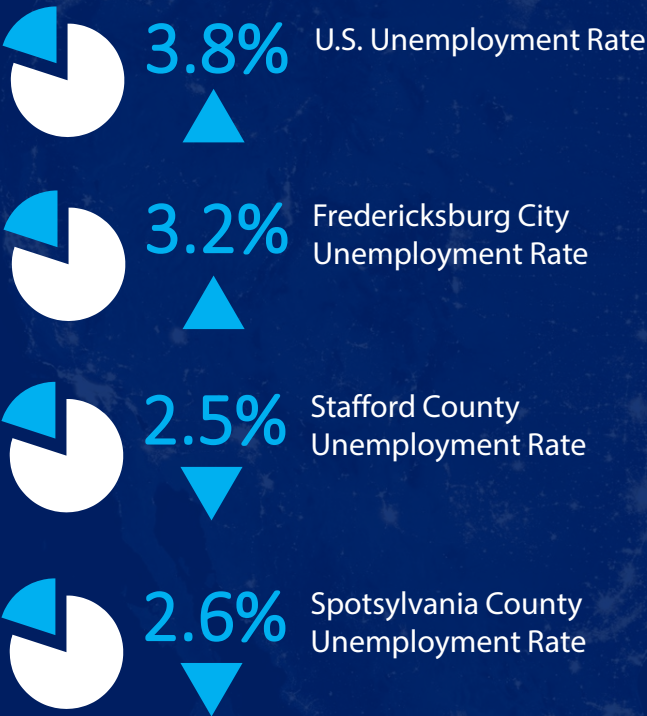 3.8% U.S. Unemployment Rate
3.2% Fredericksburg City
Unemployment Rate
2.5% Stafford County
Unemployment Rate
2.6% Spotsylvania County
Unemployment Rate